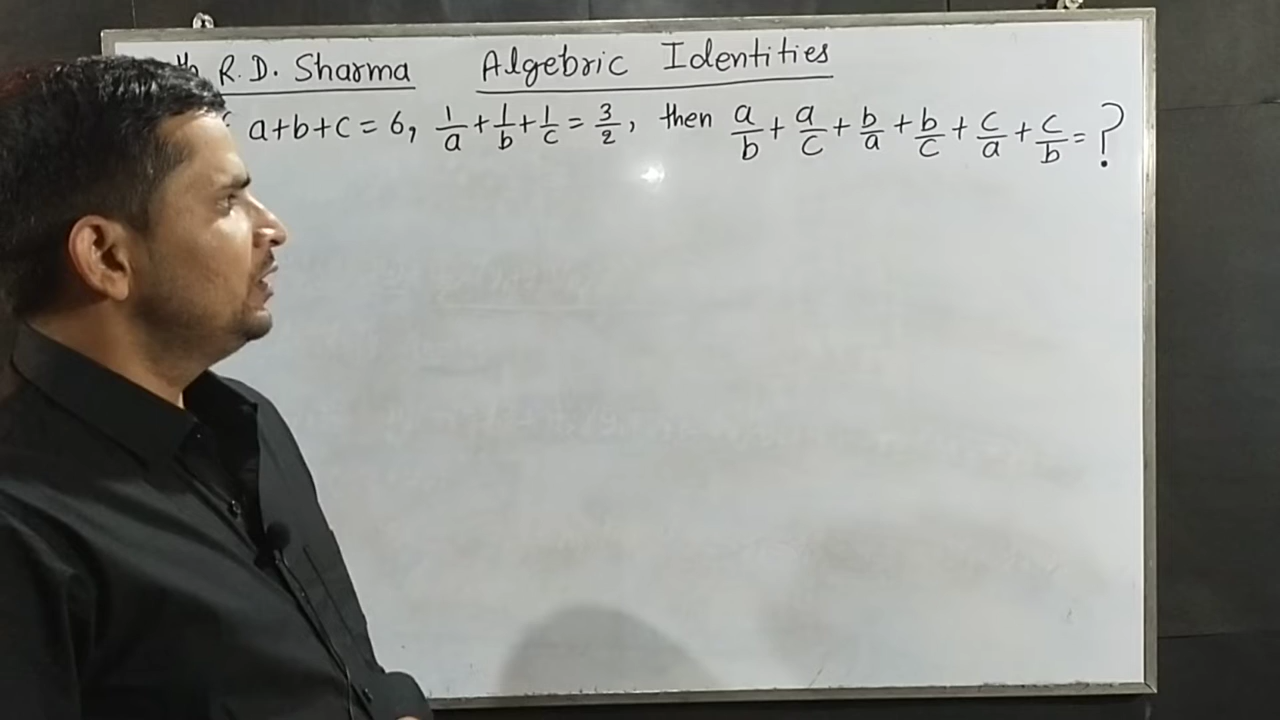 R.D. Sharma Algebric Identities
a+b+c=6, 1/a+1/b+1/c=3/2, then a/b+a/c+b/a+b/c+c/a+c/b=?